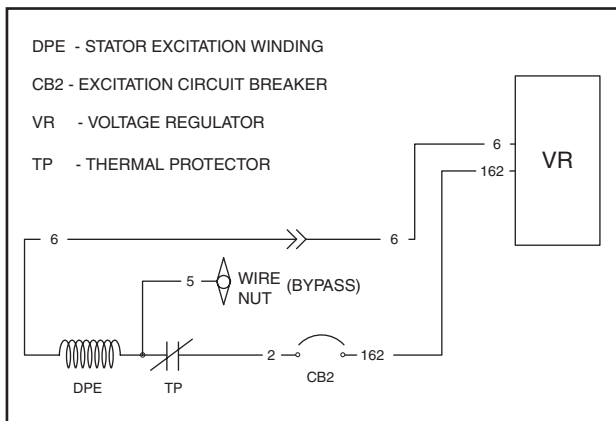 DPE - STATOR EXCITATION WINDING
CB2 - EXCITATION CIRCUIT BREAKER
VR - VOLTAGE REGULATOR
TP - THERMAL PROTECTOR
6
162
VR
6
6
5
WIRE
NUT
(BYPASS)
2
162
DPE
TP
CB2